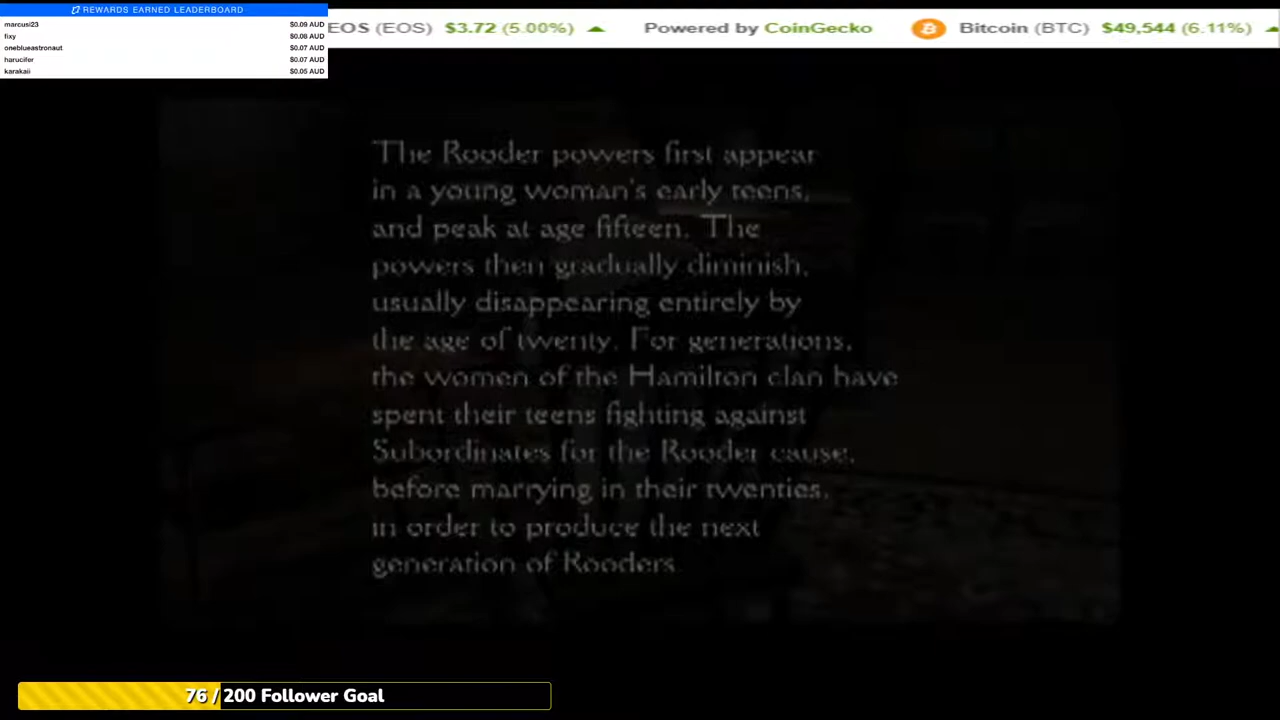 REWARDS EARNED LEADERBOARD
marcusi23 $0.09 AUD
fixy $0.08 AUD
oneblueastronaut $0.07 AUD
harucifer $0.07 AUD
karakaii $0.05 AUD
EOS (EOS) $3.72 (5.00%) Powered by CoinGecko Bitcoin (BTC) $49,544 (6.11%)
The Rooder powers first appear
in a young woman's early teens,
and peak at age fifteen. The
powers then gradually diminish,
usually disappearing entirely by
the age of twenty. For generations,
the women of the Hamilton clan have
spent their teens fighting against
Subordinates for the Rooder cause,
before marrying in their twenties,
in order to produce the next
generation of Rooders.
76 / 200 Follower Goal